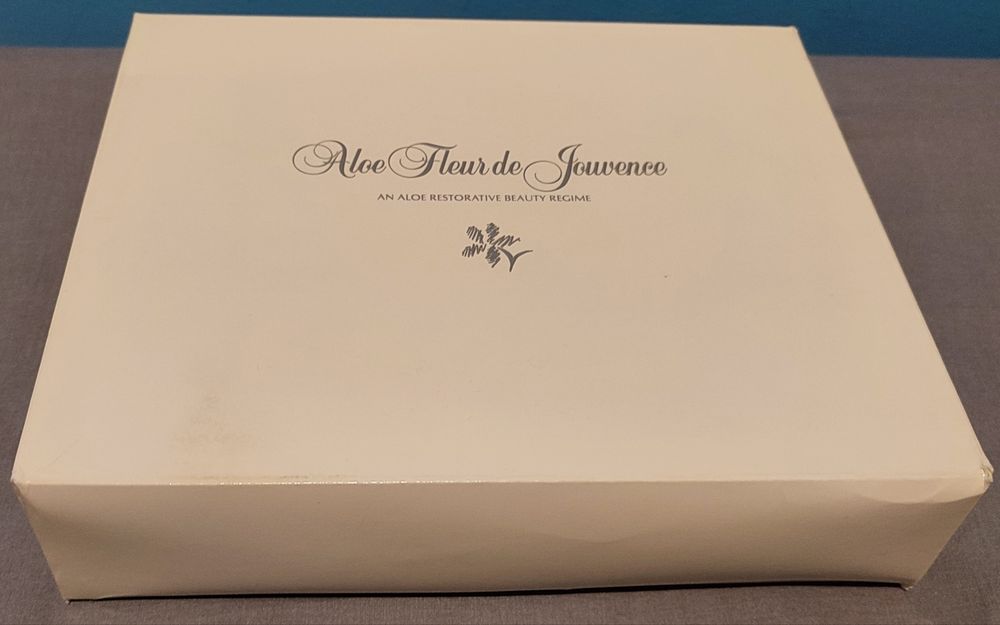 Aloe Fleur de Jouvence
AN ALOE RESTORATIVE BEAUTY REGIME